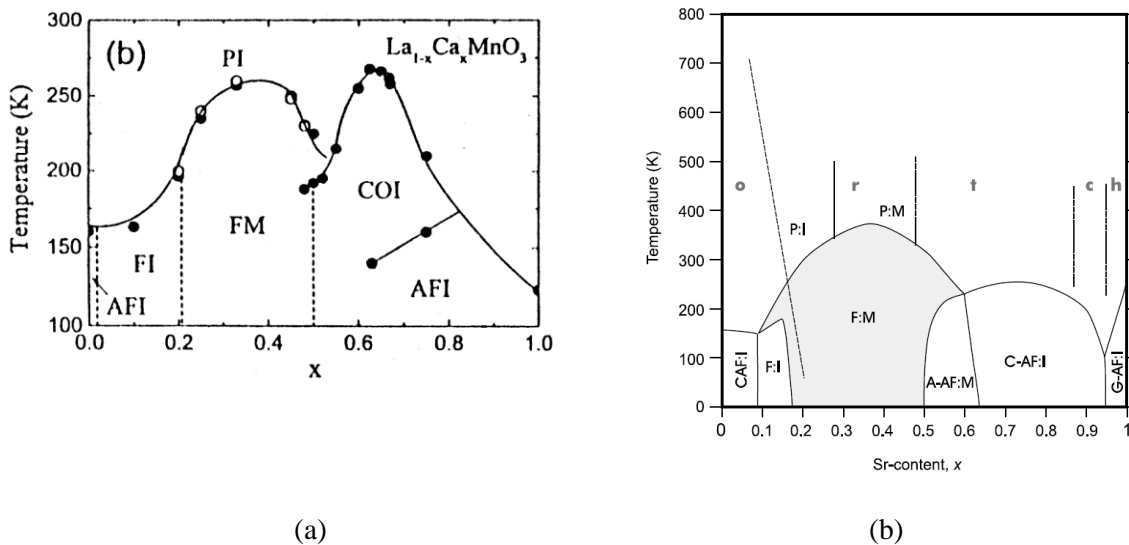 (b)
La1-xCaxMnO3
PI
FI
AFI
FM
COI
AFI
Temperature (K)
300
250
200
150
100
0.0 0.2 0.4 0.6 0.8 1.0
x
(a)
800
700
600
500
400
300
200
100
0
Temperature (K)
o r t c h
P:I
P:M
F:M
CAF:I
F:I
A-AF:M
C-AF:I
G-AF:I
0 0.1 0.2 0.3 0.4 0.5 0.6 0.7 0.8 0.9 1
Sr-content, x
(b)